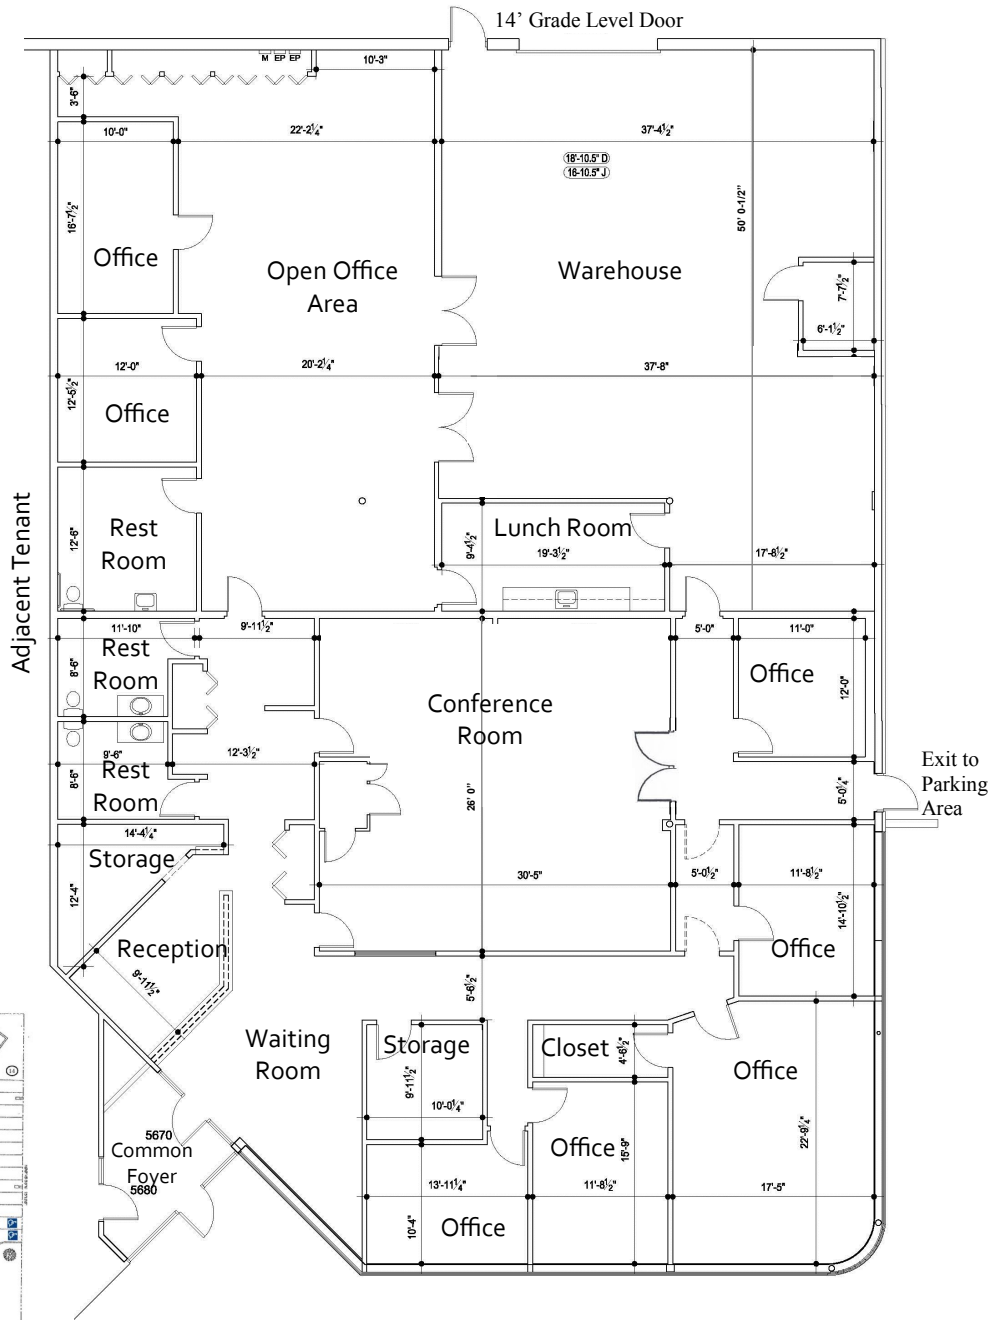 14’ Grade Level Door
M EP EP
10'-3"
3'-6"
10'-0"
22'-2¼"
37'-4½"
18'-10.5" D
16-10.5" J
16'-7½"
50' 0-1/2"
Office
Open Office
Area
Warehouse
7'-7½"
6'-1½"
12'-0"
20'-2¼"
37'-8"
12'-5½"
Office
Adjacent Tenant
Rest
Room
12'-6"
Lunch Room
9'-4½"
19'-3½"
17'-8½"
11'-10"
9'-11½"
5'-0"
11'-0"
Rest
Room
8'-6"
Office
12'-0"
Conference
Room
9'-6"
12'-3½"
Rest
Room
8'-6"
26' 0"
5'-0¼"
Exit to
Parking
Area
14'-4¼"
Storage
12'-4"
30'-5"
5'-0½"
11'-8½"
14'-10½"
Office
Reception
9'-11½"
5'-6½"
Waiting
Room
Storage
9'-11½"
10'-0¼"
Closet
4'-6½"
Office
22'-9¼"
5670
Common
Foyer
5680
Office
15'-9"
13'-11¼"
11'-8½"
17'-5"
10'-4"
Office